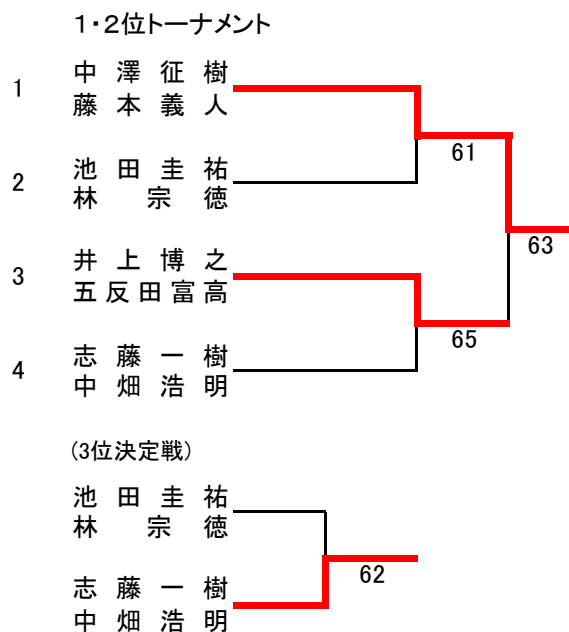 1・2位トーナメント
1
中澤征樹
藤本義人
61
2
池田圭祐
林宗徳
63
3
井上博之
五反田富高
65
4
志藤一樹
中畑浩明
(3位決定戦)
池田圭祐
林宗徳
62
志藤一樹
中畑浩明